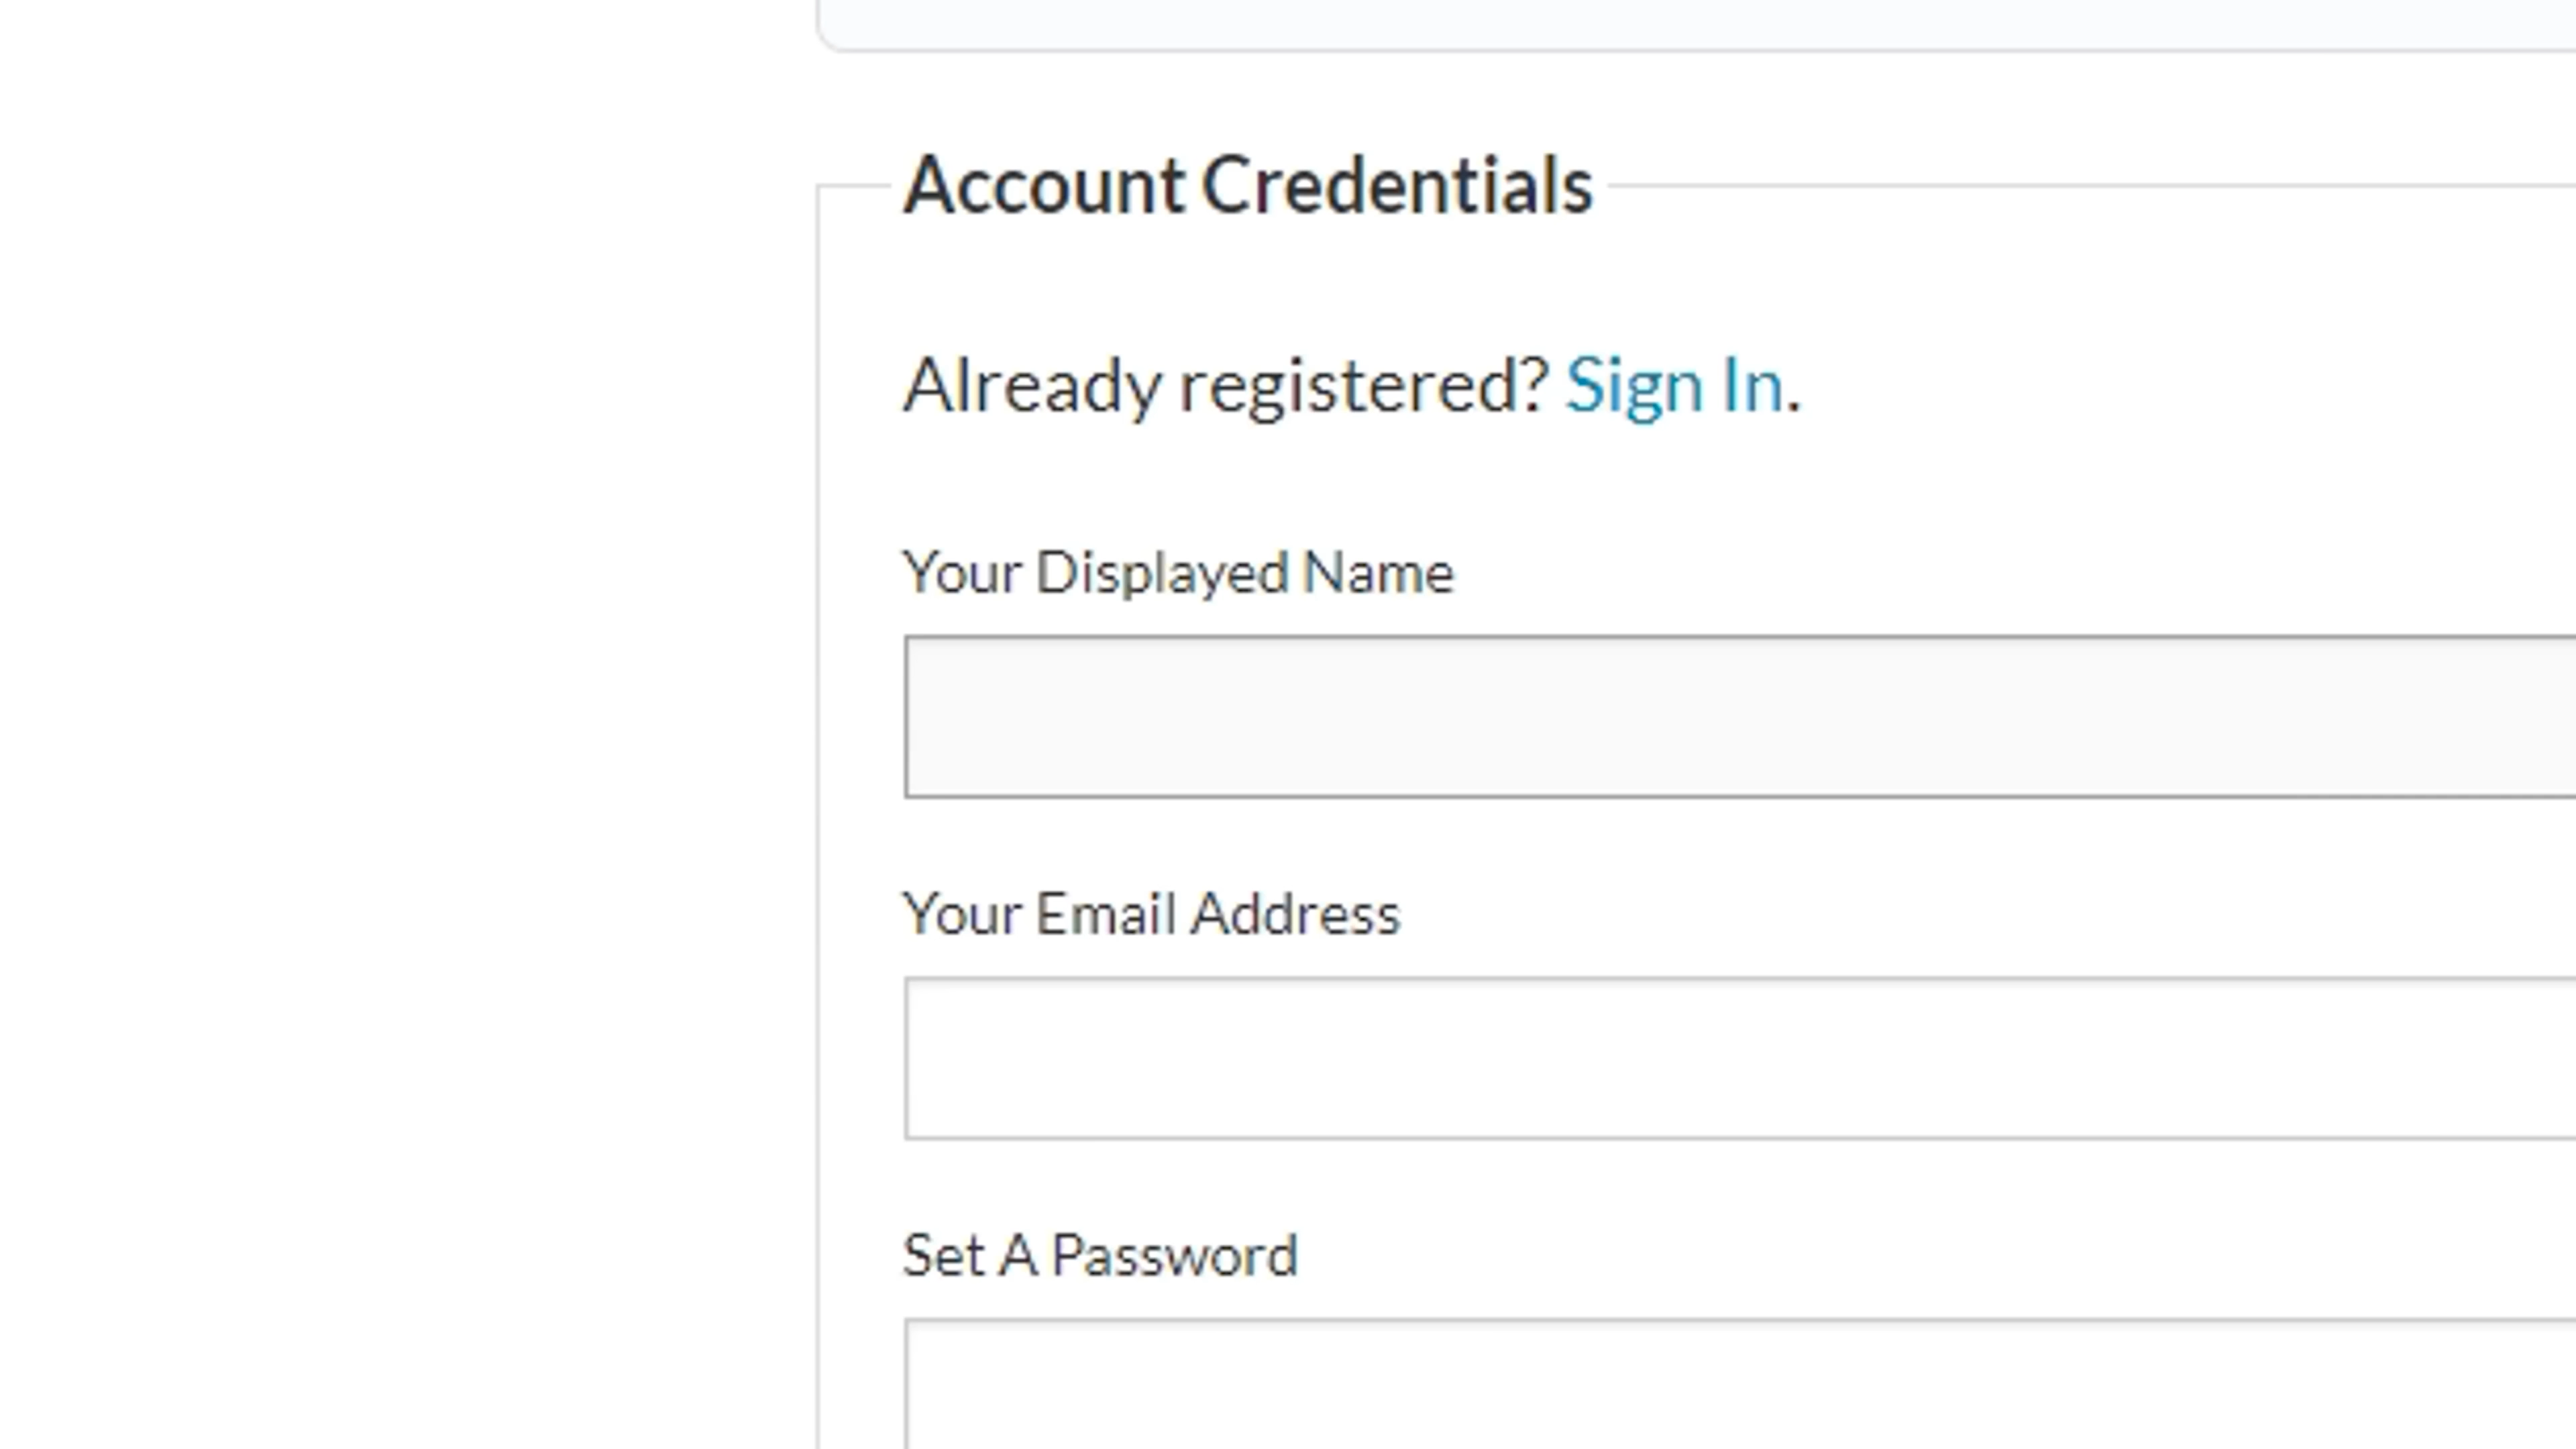 Account Credentials
Already registered? Sign In.
Your Displayed Name
Your Email Address
Set A Password